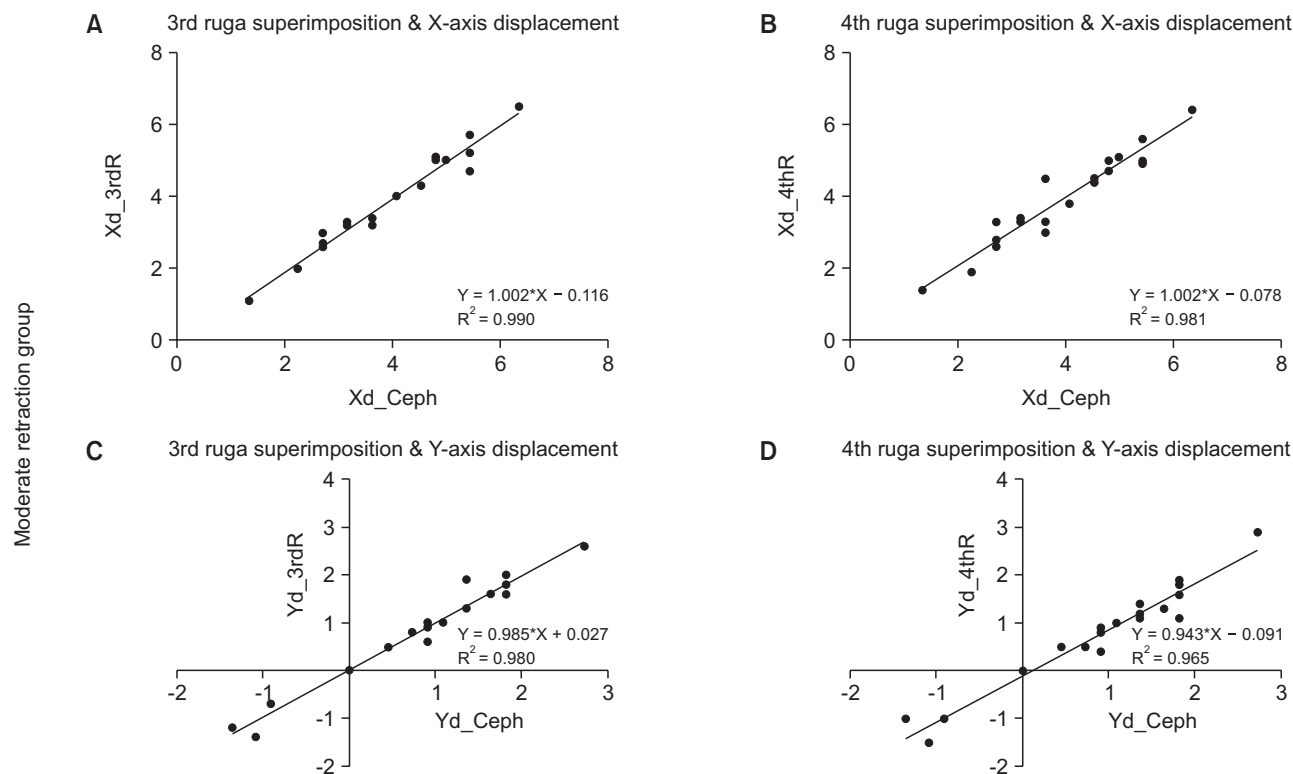 Moderate retraction group
A
3rd ruga superimposition & X-axis displacement
8
6
4
2
0
Xd_3rdR
Y = 1.002*X − 0.116
R² = 0.990
0 2 4 6 8
Xd_Ceph
B
4th ruga superimposition & X-axis displacement
8
6
4
2
0
Xd_4thR
Y = 1.002*X − 0.078
R² = 0.981
0 2 4 6 8
Xd_Ceph
C
3rd ruga superimposition & Y-axis displacement
4
3
2
1
-1
-2
Yd_3rdR
Y = 0.985*X + 0.027
R² = 0.980
-2 -1 1 2 3
Yd_Ceph
D
4th ruga superimposition & Y-axis displacement
4
3
2
1
-1
-2
Yd_4thR
Y = 0.943*X − 0.091
R² = 0.965
-2 -1 1 2 3
Yd_Ceph